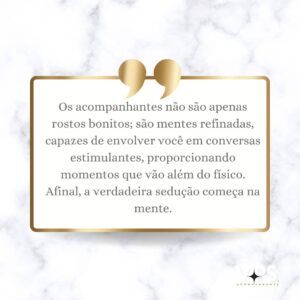 Os acompanhantes não são apenas
rostos bonitos; são mentes refinadas,
capazes de envolver você em conversas
estimulantes, proporcionando
momentos que vão além do físico.
Afinal, a verdadeira sedução começa na
mente.